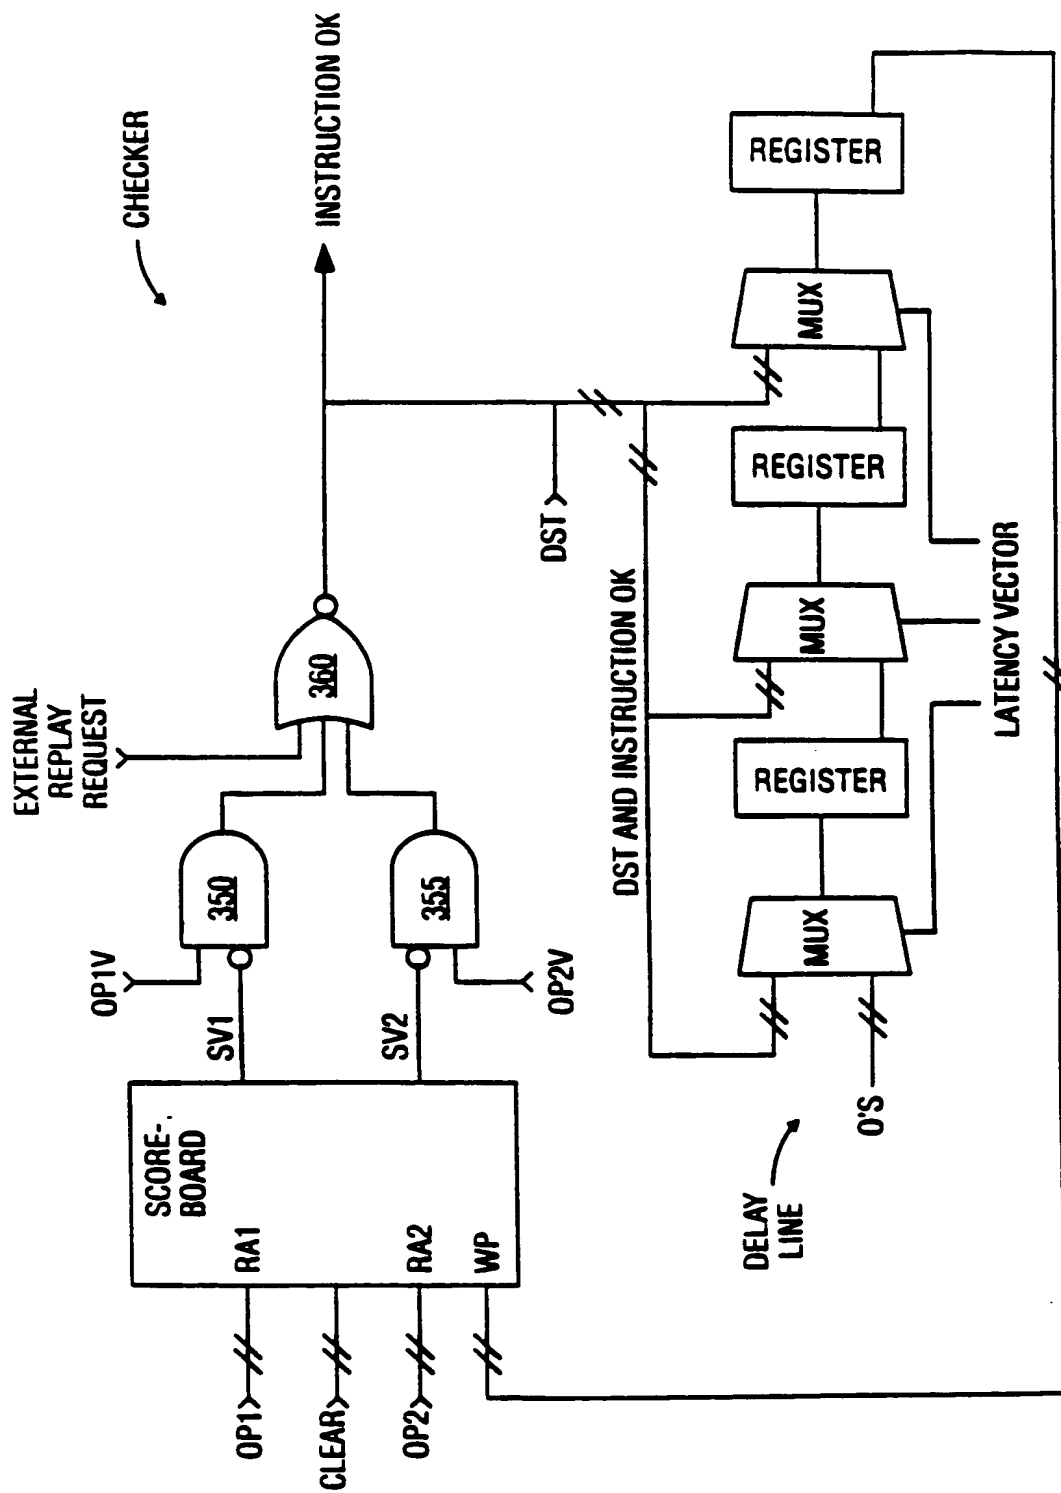 CHECKER
INSTRUCTION OK
EXTERNAL
REPLAY
REQUEST
360
OP1V
350
355
OP2V
SV1
SV2
SCORE-
BOARD
RA1
RA2
WP
OP1
CLEAR
OP2
DST
DST AND INSTRUCTION OK
REGISTER
MUX
REGISTER
MUX
REGISTER
MUX
O'S
LATENCY VECTOR
DELAY
LINE